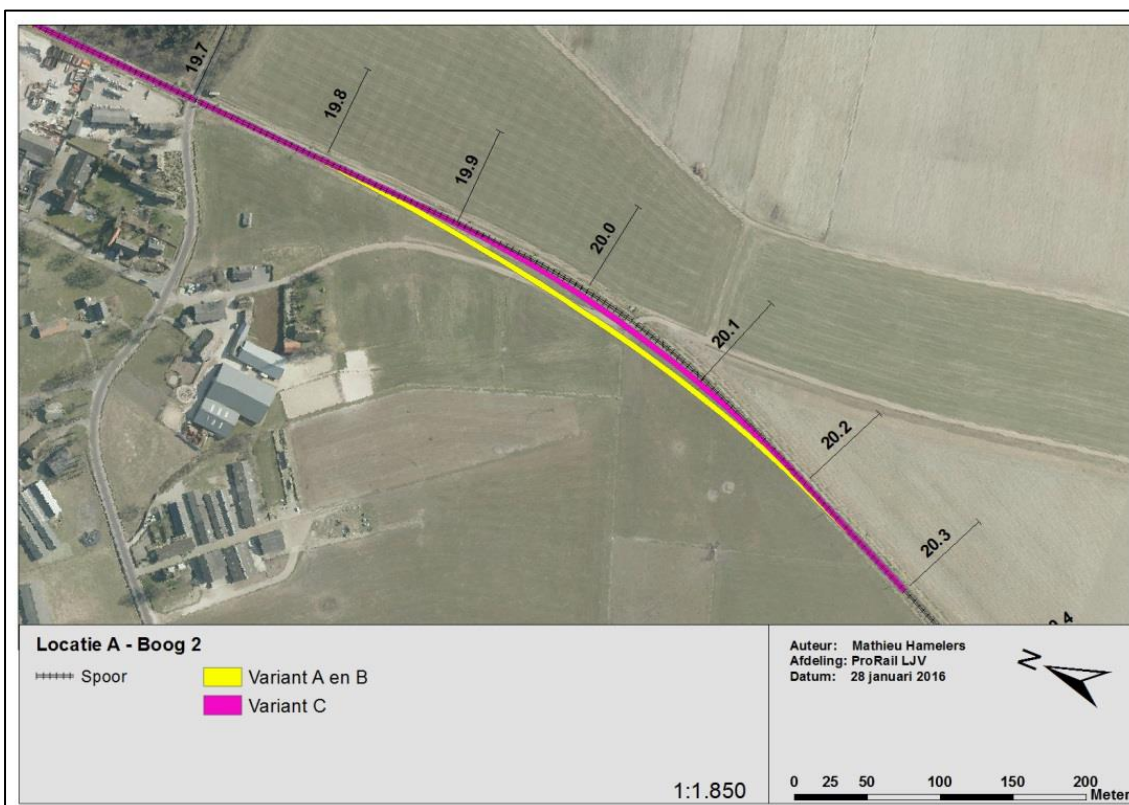 19.7
19.8
19.9
20.0
20.1
20.2
20.3
Locatie A - Boog 2
Spoor
Variant A en B
Variant C
1:1.850
Auteur: Mathieu Hamelers
Afdeling: ProRail LJV
Datum: 28 januari 2016
N
0 25 50 100 150 200
Meter